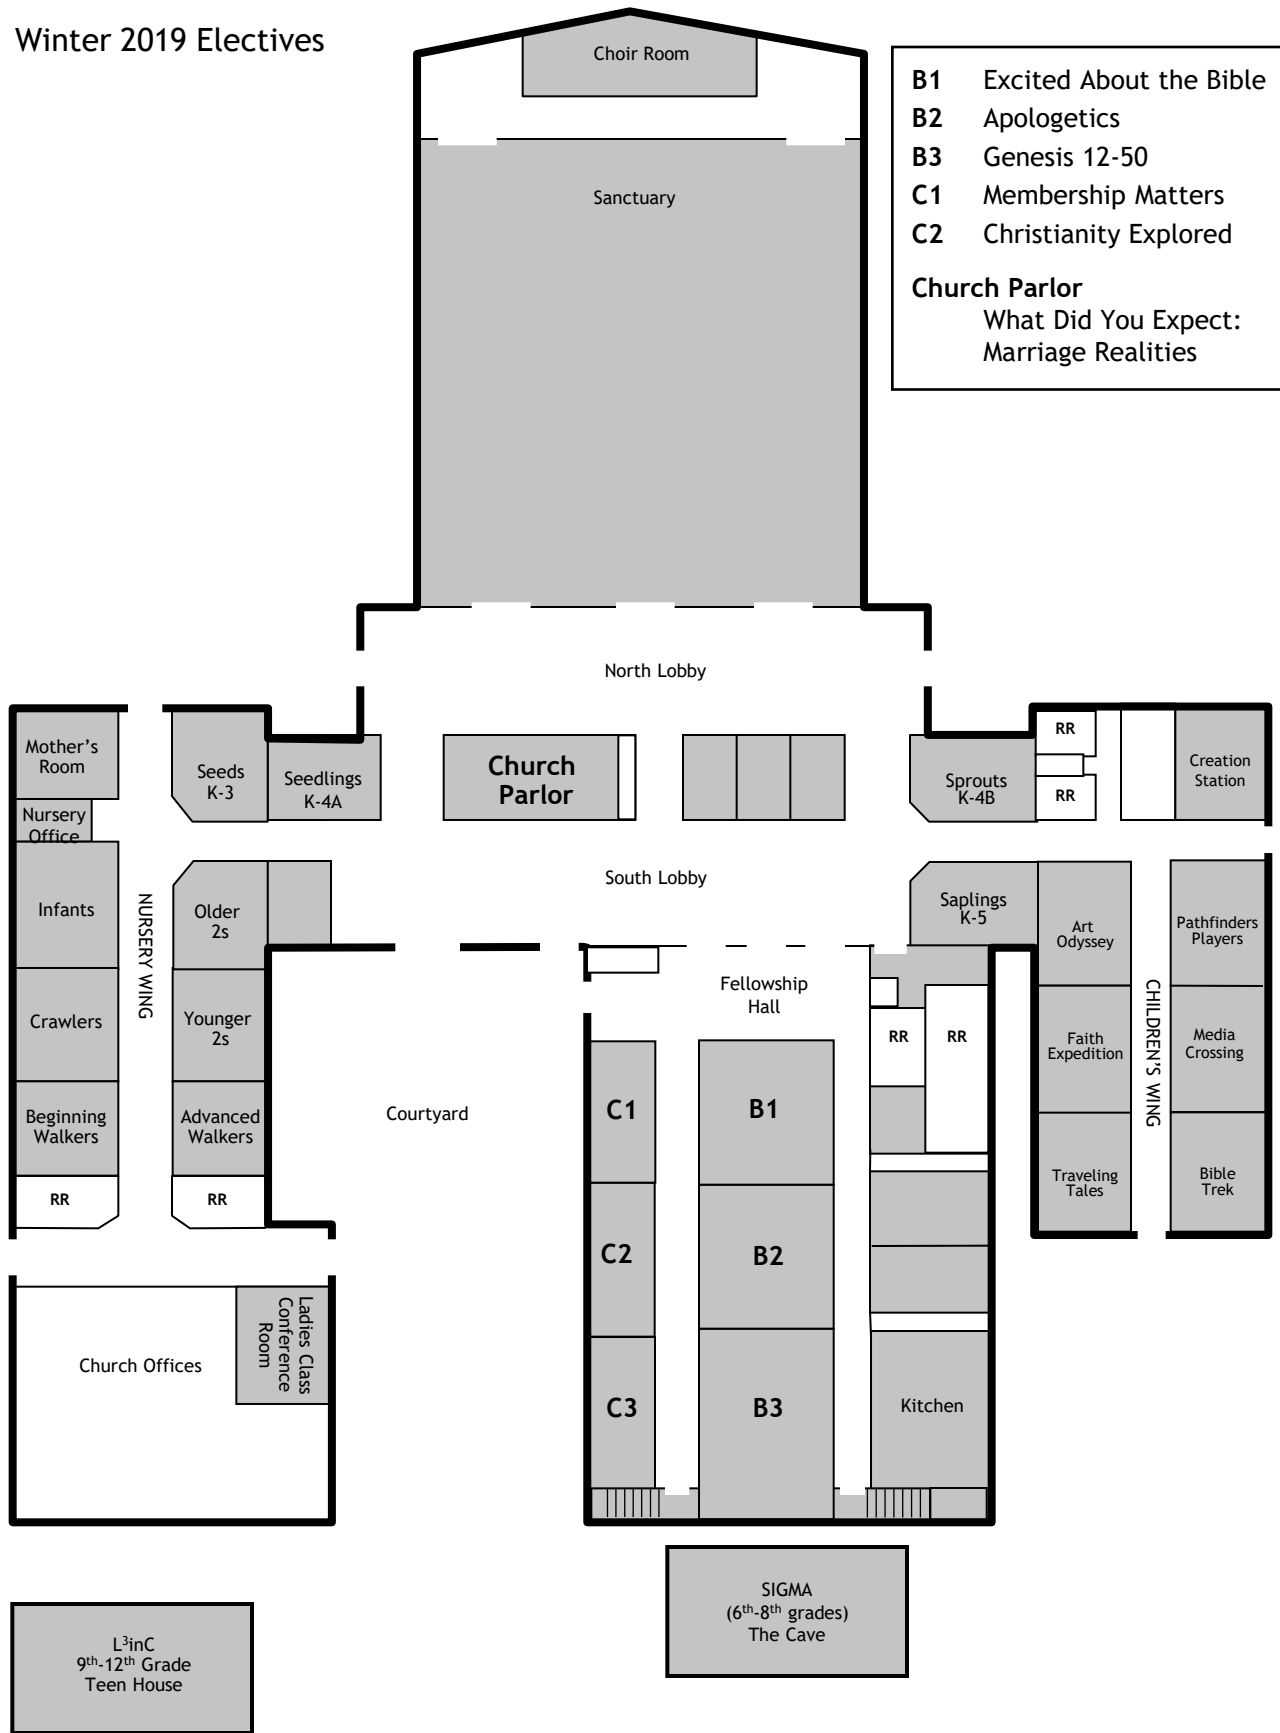 Winter 2019 Electives
Choir Room
B1 Excited About the Bible
B2 Apologetics
B3 Genesis 12-50
C1 Membership Matters
C2 Christianity Explored
Church Parlor
What Did You Expect:
Marriage Realities
Sanctuary
North Lobby
Mother’s
Room
Nursery
Office
Seeds
K-3
Seedlings
K-4A
Church
Parlor
Sprouts
K-4B
RR
RR
Creation
Station
South Lobby
Infants
Crawlers
Beginning
Walkers
RR
NURSERY WING
Older
2s
Younger
2s
Advanced
Walkers
RR
Courtyard
Fellowship
Hall
RR
RR
Saplings
K-5
Art
Odyssey
Faith
Expedition
Traveling
Tales
CHILDREN’S WING
Pathfinders
Players
Media
Crossing
Bible
Trek
C1
B1
C2
B2
C3
B3
Kitchen
Church Offices
Ladies Class
Conference
Room
SIGMA
(6th-8th grades)
The Cave
L³inC
9th-12th Grade
Teen House